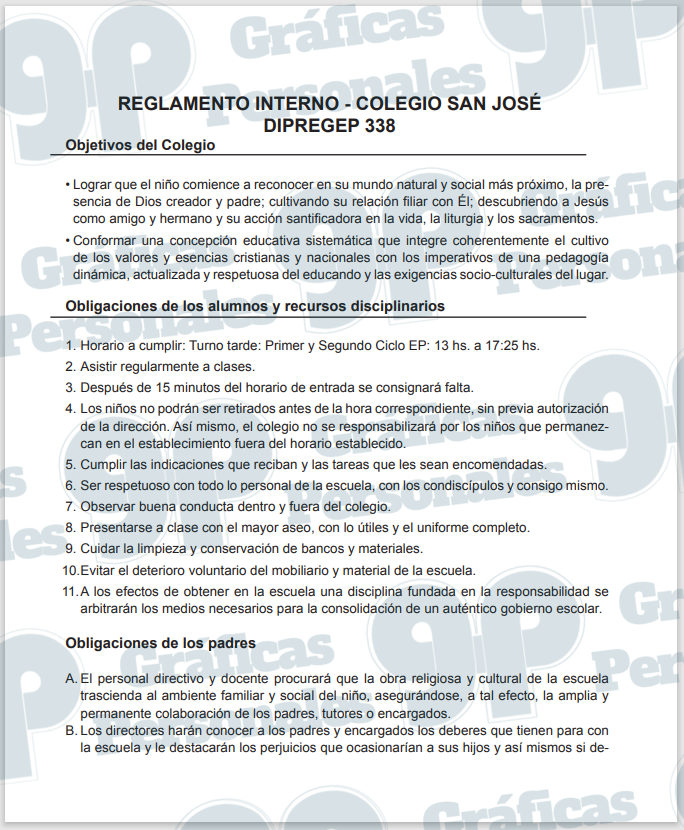 REGLAMENTO INTERNO - COLEGIO SAN JOSÉ
DIPREGEP 338
Objetivos del Colegio
• Lograr que el niño comience a reconocer en su mundo natural y social más próximo, la pre-
sencia de Dios creador y padre; cultivando su relación filiar con Él; descubriendo a Jesús
como amigo y hermano y su acción santificadora en la vida, la liturgia y los sacramentos.
• Conformar una concepción educativa sistemática que integre coherentemente el cultivo
de los valores y esencias cristianas y nacionales con los imperativos de una pedagogía
dinámica, actualizada y respetuosa del educando y las exigencias socio-culturales del lugar.
Obligaciones de los alumnos y recursos disciplinarios
1. Horario a cumplir: Turno tarde: Primer y Segundo Ciclo EP: 13 hs. a 17:25 hs.
2. Asistir regularmente a clases.
3. Después de 15 minutos del horario de entrada se consignará falta.
4. Los niños no podrán ser retirados antes de la hora correspondiente, sin previa autorización
de la dirección. Así mismo, el colegio no se responsabilizará por los niños que permanez-
can en el establecimiento fuera del horario establecido.
5. Cumplir las indicaciones que reciban y las tareas que les sean encomendadas.
6. Ser respetuoso con todo lo personal de la escuela, con los condiscípulos y consigo mismo.
7. Observar buena conducta dentro y fuera del colegio.
8. Presentarse a clase con el mayor aseo, con lo útiles y el uniforme completo.
9. Cuidar la limpieza y conservación de bancos y materiales.
10.Evitar el deterioro voluntario del mobiliario y material de la escuela.
11.A los efectos de obtener en la escuela una disciplina fundada en la responsabilidad se
arbitrarán los medios necesarios para la consolidación de un auténtico gobierno escolar.
Obligaciones de los padres
A. El personal directivo y docente procurará que la obra religiosa y cultural de la escuela
trascienda al ambiente familiar y social del niño, asegurándose, a tal efecto, la amplia y
permanente colaboración de los padres, tutores o encargados.
B. Los directores harán conocer a los padres y encargados los deberes que tienen para con
la escuela y le destacarán los perjuicios que ocasionarían a sus hijos y así mismos si de-
gp Gráficas
Personales